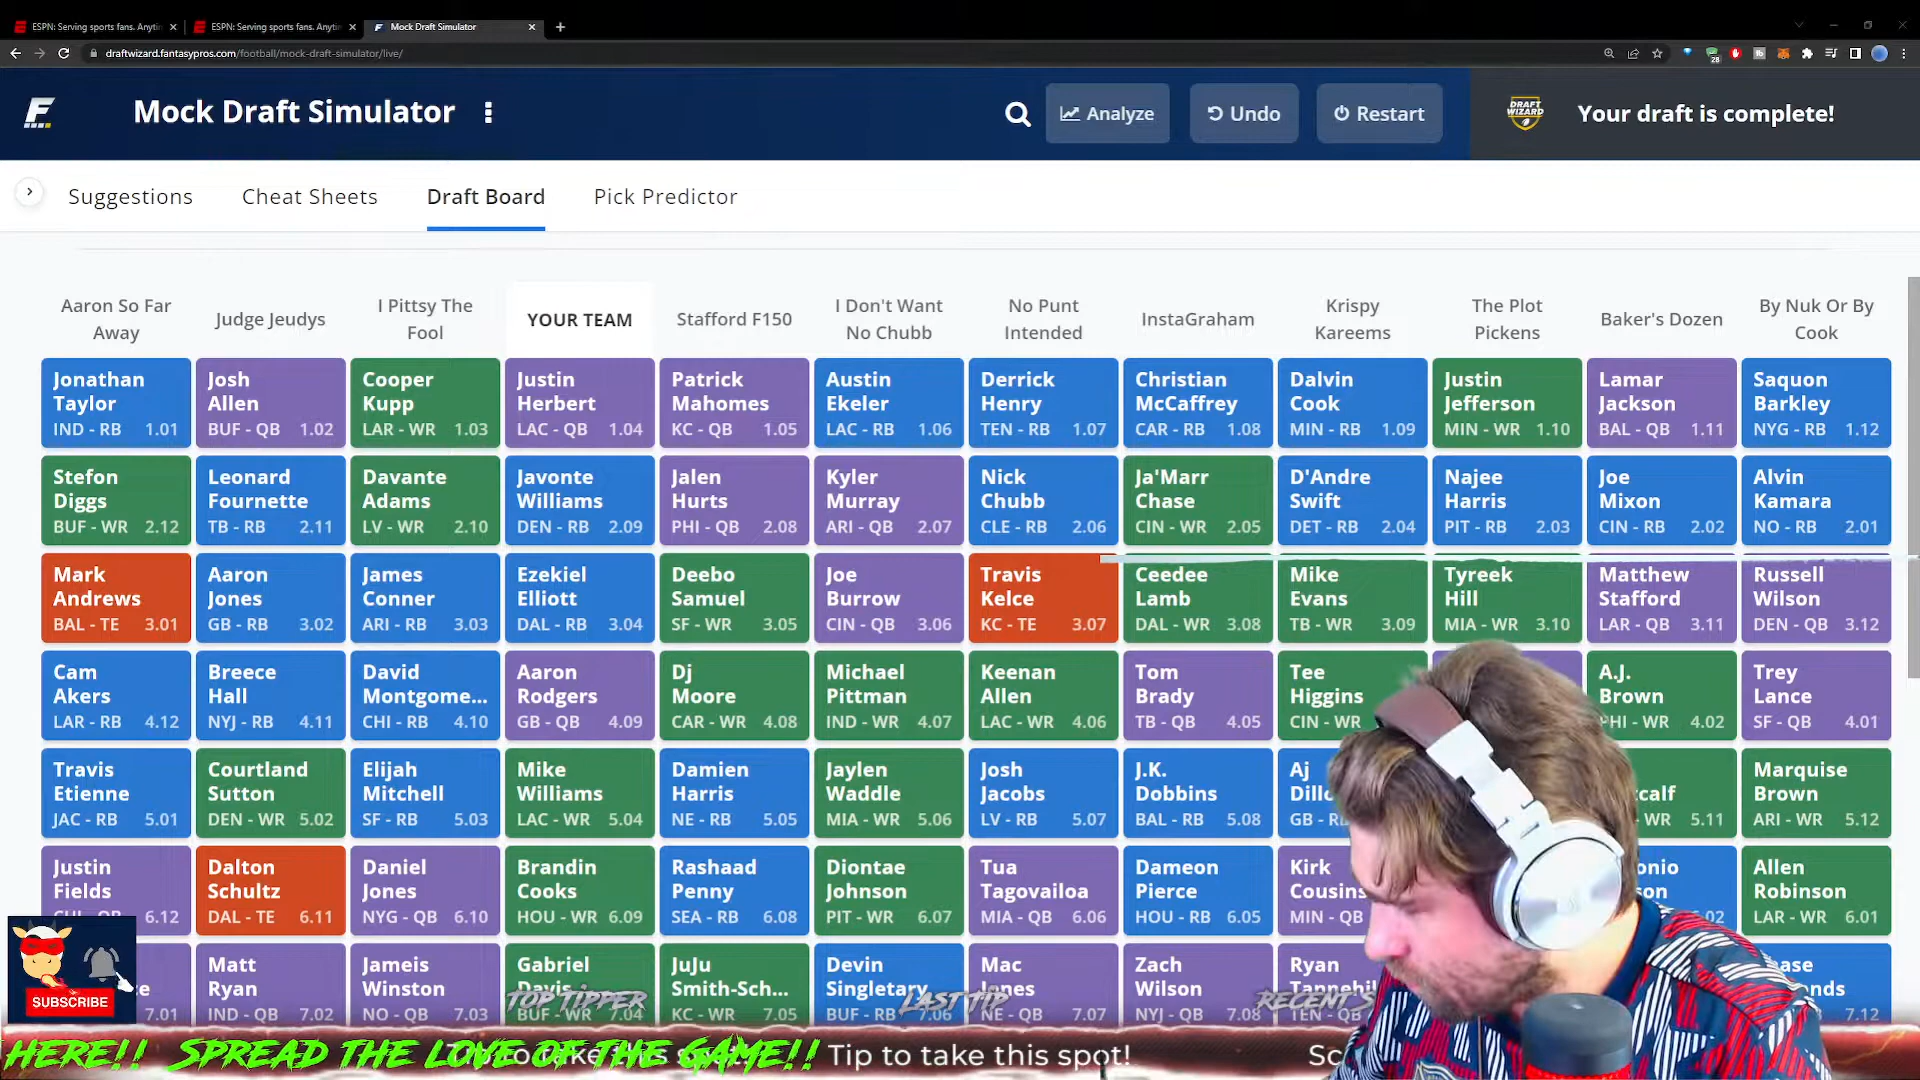 ESPN: Serving sports fans. Anytim
ESPN: Serving sports fans. Anytim
Mock Draft Simulator
draftwizard.fantasypros.com/football/mock-draft-simulator/live/
28
Mock Draft Simulator
Analyze
Undo
Restart
DRAFT WIZARD
Your draft is complete!
Suggestions
Cheat Sheets
Draft Board
Pick Predictor
Aaron So Far Away
Judge Jeudys
I Pittsy The Fool
YOUR TEAM
Stafford F150
I Don't Want No Chubb
No Punt Intended
InstaGraham
Krispy Kareems
The Plot Pickens
Baker's Dozen
By Nuk Or By Cook
Jonathan Taylor
IND - RB 1.01
Josh Allen
BUF - QB 1.02
Cooper Kupp
LAR - WR 1.03
Justin Herbert
LAC - QB 1.04
Patrick Mahomes
KC - QB 1.05
Austin Ekeler
LAC - RB 1.06
Derrick Henry
TEN - RB 1.07
Christian McCaffrey
CAR - RB 1.08
Dalvin Cook
MIN - RB 1.09
Justin Jefferson
MIN - WR 1.10
Lamar Jackson
BAL - QB 1.11
Saquon Barkley
NYG - RB 1.12
Stefon Diggs
BUF - WR 2.12
Leonard Fournette
TB - RB 2.11
Davante Adams
LV - WR 2.10
Javonte Williams
DEN - RB 2.09
Jalen Hurts
PHI - QB 2.08
Kyler Murray
ARI - QB 2.07
Nick Chubb
CLE - RB 2.06
Ja'Marr Chase
CIN - WR 2.05
D'Andre Swift
DET - RB 2.04
Najee Harris
PIT - RB 2.03
Joe Mixon
CIN - RB 2.02
Alvin Kamara
NO - RB 2.01
Mark Andrews
BAL - TE 3.01
Aaron Jones
GB - RB 3.02
James Conner
ARI - RB 3.03
Ezekiel Elliott
DAL - RB 3.04
Deebo Samuel
SF - WR 3.05
Joe Burrow
CIN - QB 3.06
Travis Kelce
KC - TE 3.07
Ceedee Lamb
DAL - WR 3.08
Mike Evans
TB - WR 3.09
Tyreek Hill
MIA - WR 3.10
Matthew Stafford
LAR - QB 3.11
Russell Wilson
DEN - QB 3.12
Cam Akers
LAR - RB 4.12
Breece Hall
NYJ - RB 4.11
David Montgome...
CHI - RB 4.10
Aaron Rodgers
GB - QB 4.09
Dj Moore
CAR - WR 4.08
Michael Pittman
IND - WR 4.07
Keenan Allen
LAC - WR 4.06
Tom Brady
TB - QB 4.05
Tee Higgins
CIN - WR
A.J. Brown
PHI - WR 4.02
Trey Lance
SF - QB 4.01
Travis Etienne
JAC - RB 5.01
Courtland Sutton
DEN - WR 5.02
Elijah Mitchell
SF - RB 5.03
Mike Williams
LAC - WR 5.04
Damien Harris
NE - RB 5.05
Jaylen Waddle
MIA - WR 5.06
Josh Jacobs
LV - RB 5.07
J.K. Dobbins
BAL - RB 5.08
Aj Dillo
GB - R
tcalf
WR 5.11
Marquise Brown
ARI - WR 5.12
Justin Fields
CHI - QB 6.12
Dalton Schultz
DAL - TE 6.11
Daniel Jones
NYG - QB 6.10
Brandin Cooks
HOU - WR 6.09
Rashaad Penny
SEA - RB 6.08
Diontae Johnson
PIT - WR 6.07
Tua Tagovailoa
MIA - QB 6.06
Dameon Pierce
HOU - RB 6.05
Kirk Cousins
MIN - QB
onio
son
6.02
Allen Robinson
LAR - WR 6.01
7.01
Matt Ryan
IND - QB 7.02
Jameis Winston
NO - QB 7.03
Gabriel Davis
BUF - WR 7.04
JuJu Smith-Sch...
KC - WR 7.05
Devin Singletary
BUF - RB 7.06
Mac Jones
NE - QB 7.07
Zach Wilson
NYJ - QB 7.08
Ryan Tannehil
TEN - QB
ase
onds
7.12
SUBSCRIBE
TOP TIPPER
LAST TIP
RECENT S
HERE!! SPREAD THE LOVE OF THE GAME!!
Tip to take this spot!
Sc